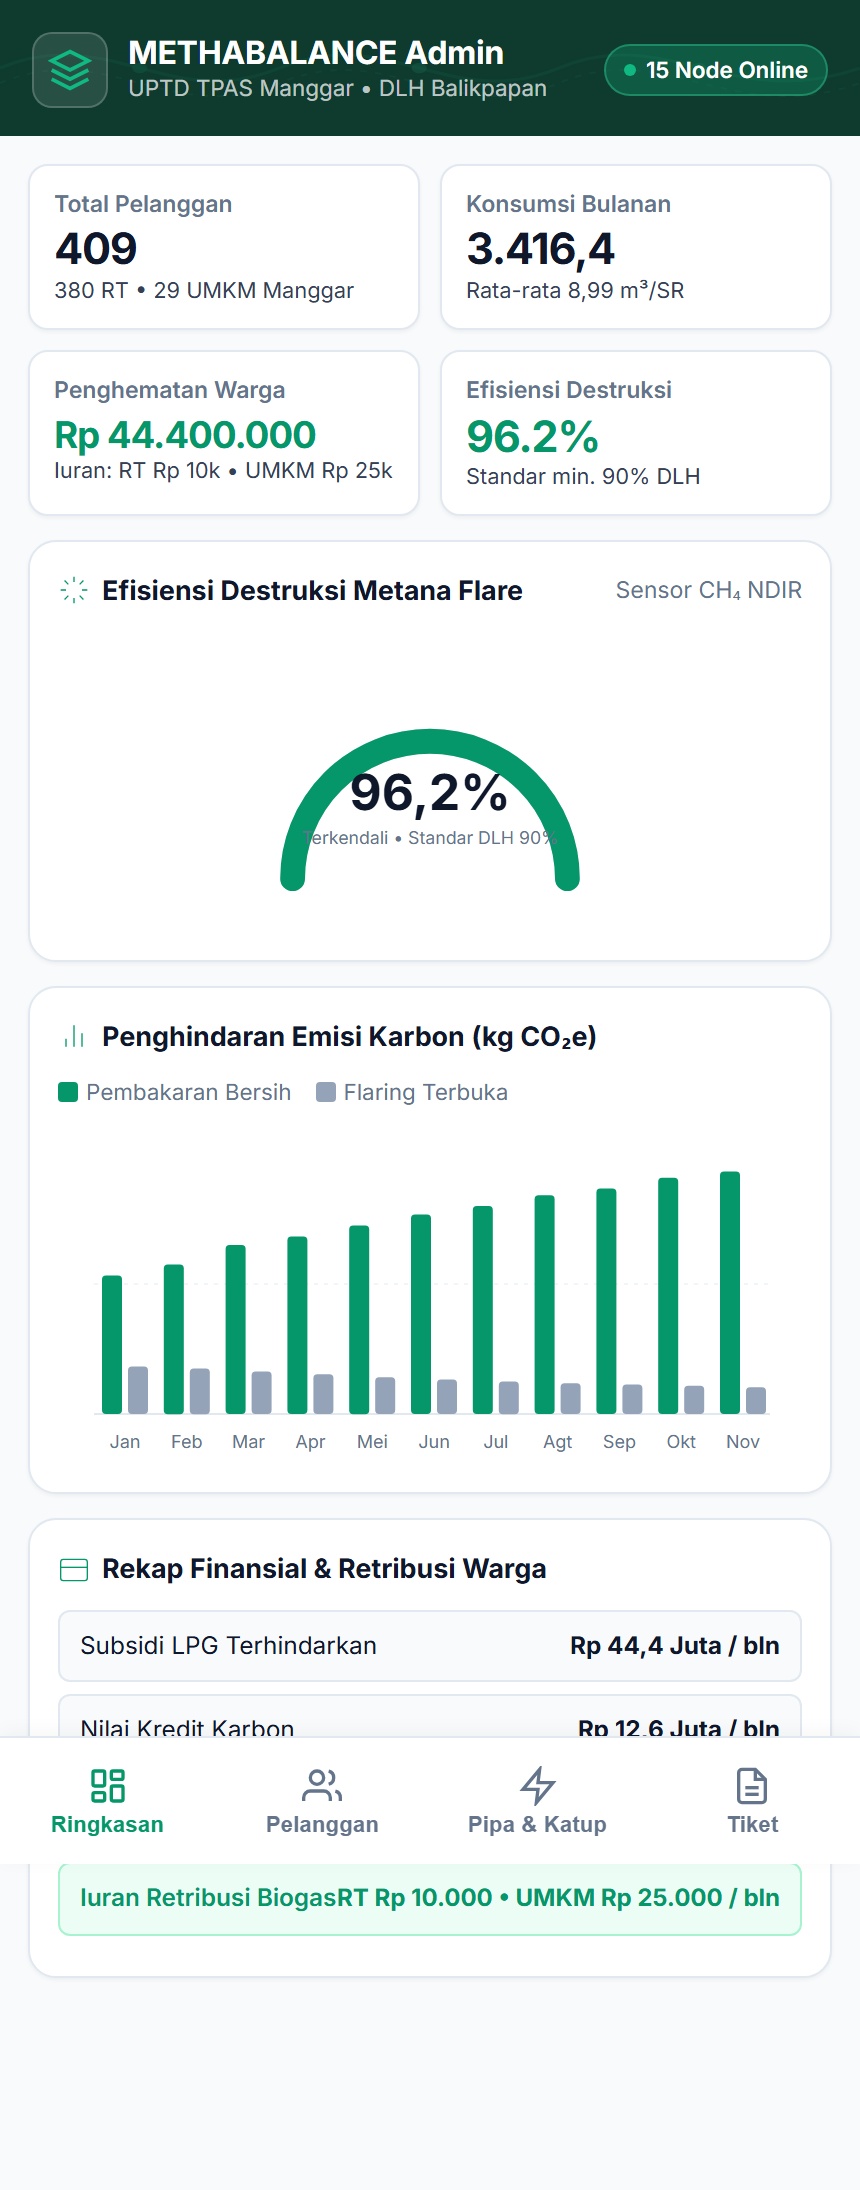 METHABALANCE Admin
UPTD TPAS Manggar • DLH Balikpapan
15 Node Online
Total Pelanggan
409
380 RT • 29 UMKM Manggar
Konsumsi Bulanan
3.416,4
Rata-rata 8,99 m³/SR
Penghematan Warga
Rp 44.400.000
Iuran: RT Rp 10k • UMKM Rp 25k
Efisiensi Destruksi
96.2%
Standar min. 90% DLH
Efisiensi Destruksi Metana Flare
Sensor CH₄ NDIR
96,2%
Terkendali • Standar DLH 90%
Penghindaran Emisi Karbon (kg CO₂e)
Pembakaran Bersih
Flaring Terbuka
Jan Feb Mar Apr Mei Jun Jul Agt Sep Okt Nov
Rekap Finansial & Retribusi Warga
Subsidi LPG Terhindarkan
Rp 44,4 Juta / bln
Nilai Kredit Karbon
Rp 12,6 Juta / bln
Ringkasan
Pelanggan
Pipa & Katup
Tiket
Iuran Retribusi Biogas
RT Rp 10.000 • UMKM Rp 25.000 / bln